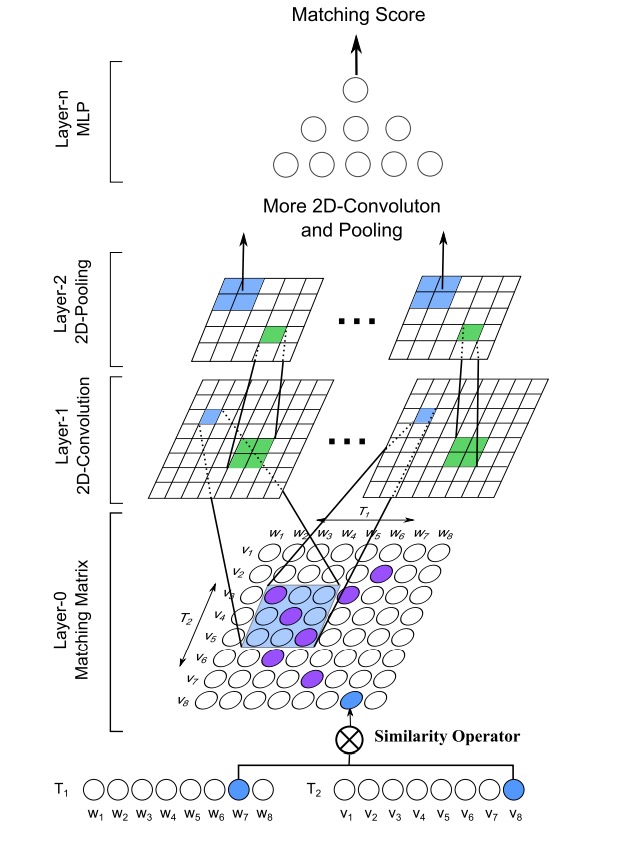 Matching Score
Layer-n
MLP
More 2D-Convoluton
and Pooling
Layer-2
2D-Pooling
...
...
Layer-1
2D-Convolution
T1
w1 w2 w3 w4 w5 w6 w7 w8
v1
v2
v3
v4
v5
v6
v7
v8
T2
Layer-0
Matching Matrix
Similarity Operator
T1
w1 w2 w3 w4 w5 w6 w7 w8
T2
v1 v2 v3 v4 v5 v6 v7 v8